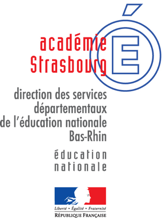 académie
Strasbourg
É
direction des services
départementaux
de l'éducation nationale
Bas-Rhin
éducation
nationale
Liberté • Égalité • Fraternité
RÉPUBLIQUE FRANÇAISE